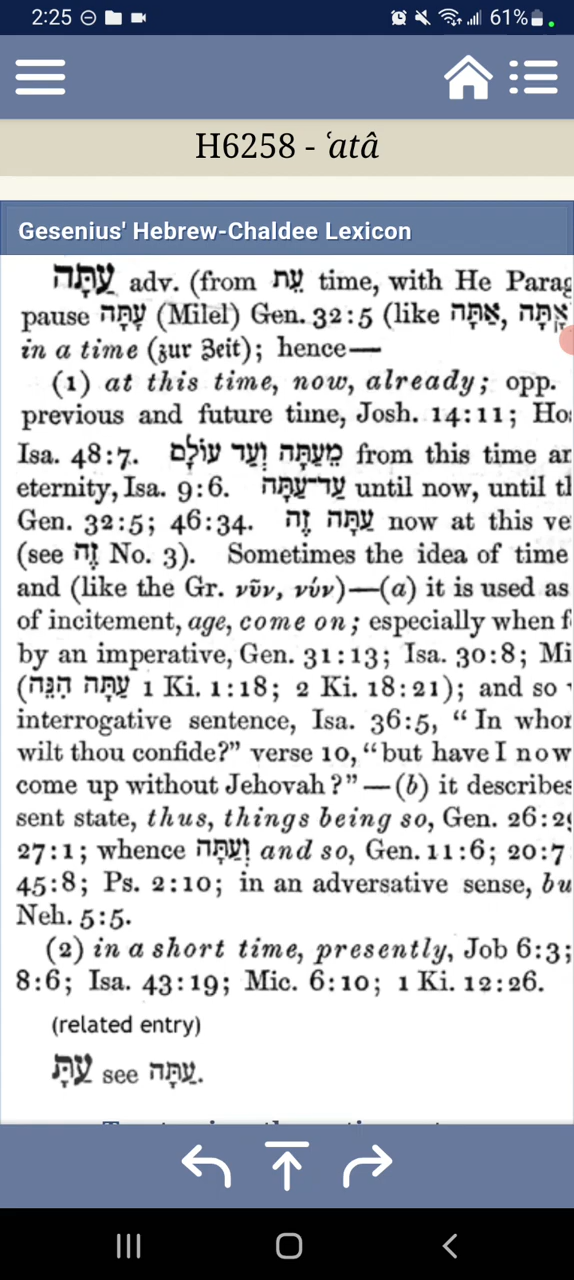 2:25 61%
H6258 - ʿatâ
Gesenius' Hebrew-Chaldee Lexicon
עַתָּה adv. (from עֵת time, with He Parag
pause עָתָּה (Milel) Gen. 32:5 (like אַתָּה, אָתָּה
in a time (zur Zeit); hence—
(1) at this time, now, already; opp.
previous and future time, Josh. 14:11; Ho
Isa. 48:7. מֵעַתָּה וְעַד עוֹלָם from this time an
eternity, Isa. 9:6. עַד־עַתָּה until now, until th
Gen. 32:5; 46:34. עַתָּה זֶה now at this ve
(see זֶה No. 3). Sometimes the idea of time
and (like the Gr. νῦν, νύν)—(a) it is used as
of incitement, age, come on; especially when f
by an imperative, Gen. 31:13; Isa. 30:8; Mi
(עַתָּה הִנֵּה 1 Ki. 1:18; 2 Ki. 18:21); and so
interrogative sentence, Isa. 36:5, “In who
wilt thou confide?” verse 10, “but have I now
come up without Jehovah?”—(b) it describes
sent state, thus, things being so, Gen. 26:29
27:1; whence וְעַתָּה and so, Gen. 11:6; 20:7
45:8; Ps. 2:10; in an adversative sense, bu
Neh. 5:5.
(2) in a short time, presently, Job 6:3;
8:6; Isa. 43:19; Mic. 6:10; 1 Ki. 12:26.
(related entry)
עַתָּ see עַתָּה.